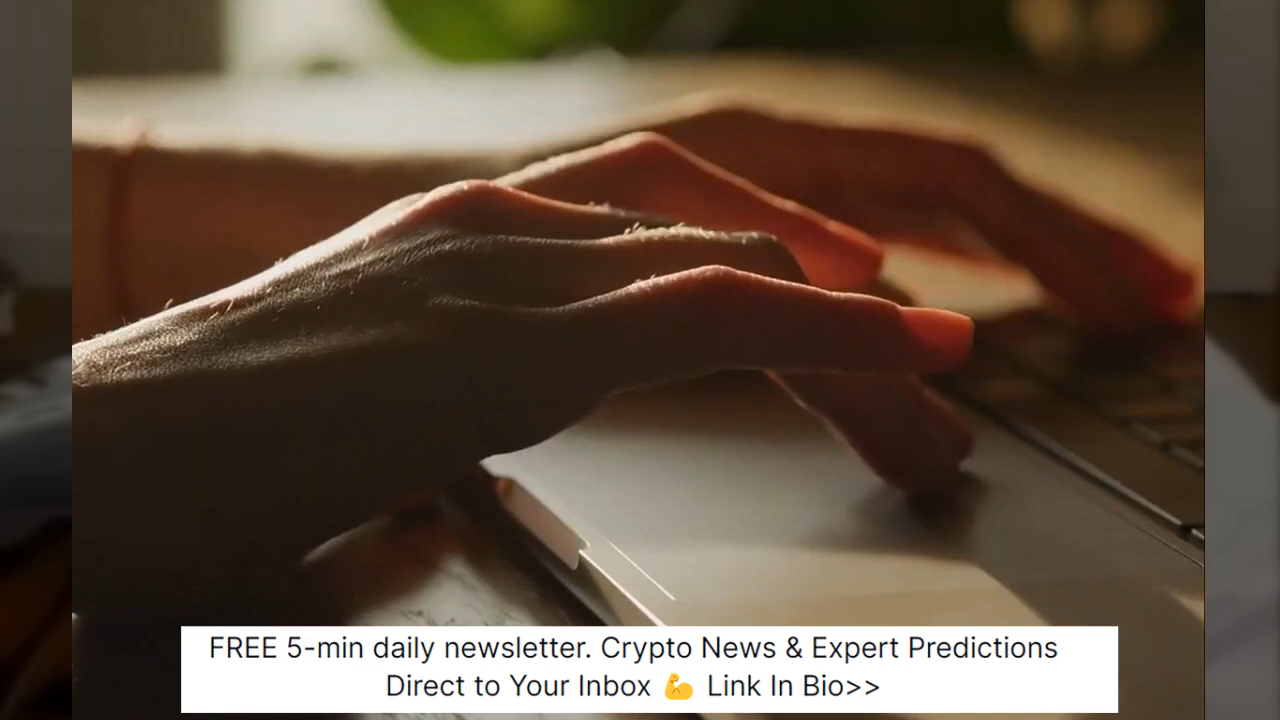 FREE 5-min daily newsletter. Crypto News & Expert Predictions
Direct to Your Inbox 💪 Link In Bio>>